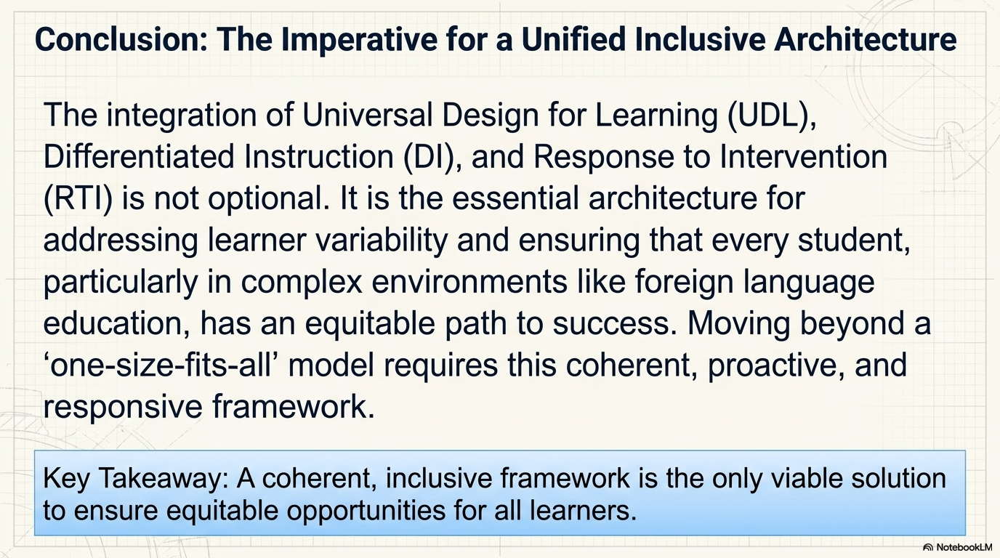 Conclusion: The Imperative for a Unified Inclusive Architecture
The integration of Universal Design for Learning (UDL),
Differentiated Instruction (DI), and Response to Intervention
(RTI) is not optional. It is the essential architecture for
addressing learner variability and ensuring that every student,
particularly in complex environments like foreign language
education, has an equitable path to success. Moving beyond a
‘one-size-fits-all’ model requires this coherent, proactive, and
responsive framework.
Key Takeaway: A coherent, inclusive framework is the only viable solution
to ensure equitable opportunities for all learners.
NotebookLM